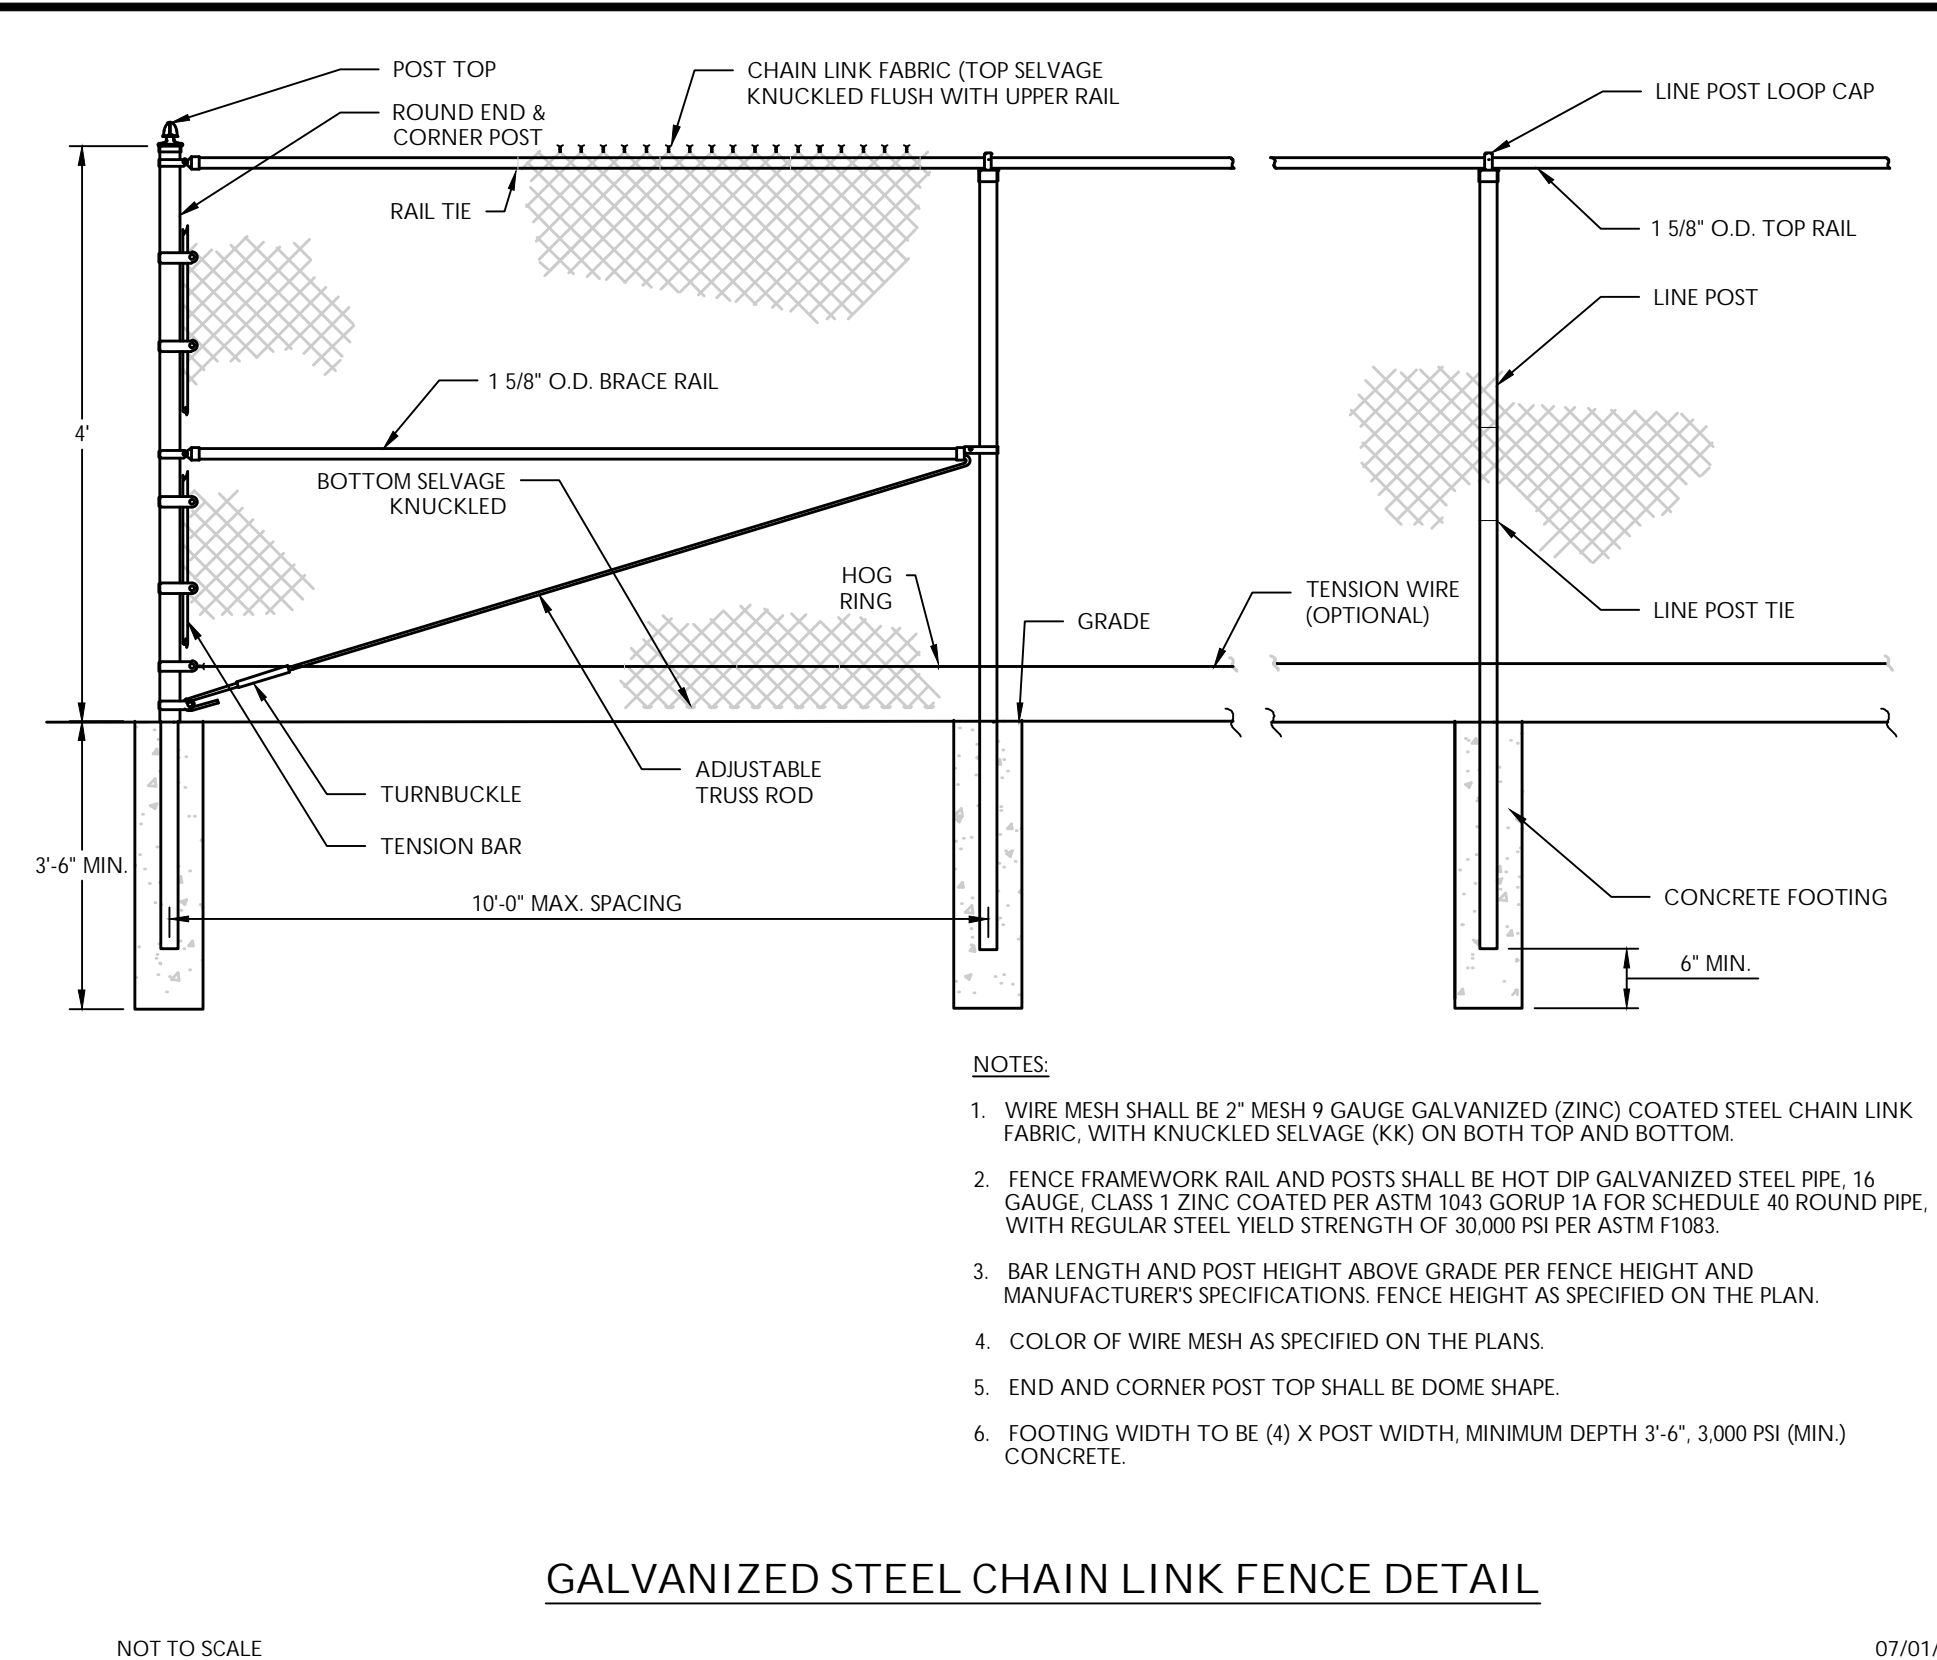 POST TOP
ROUND END &
CORNER POST
CHAIN LINK FABRIC (TOP SELVAGE
KNUCKLED FLUSH WITH UPPER RAIL
LINE POST LOOP CAP
RAIL TIE
1 5/8" O.D. TOP RAIL
LINE POST
1 5/8" O.D. BRACE RAIL
4'
BOTTOM SELVAGE
KNUCKLED
HOG
RING
TENSION WIRE
(OPTIONAL)
GRADE
LINE POST TIE
ADJUSTABLE
TRUSS ROD
TURNBUCKLE
TENSION BAR
3'-6" MIN.
10'-0" MAX. SPACING
CONCRETE FOOTING
6" MIN.
NOTES:
1. WIRE MESH SHALL BE 2" MESH 9 GAUGE GALVANIZED (ZINC) COATED STEEL CHAIN LINK
FABRIC, WITH KNUCKLED SELVAGE (KK) ON BOTH TOP AND BOTTOM.
2. FENCE FRAMEWORK RAIL AND POSTS SHALL BE HOT DIP GALVANIZED STEEL PIPE, 16
GAUGE, CLASS 1 ZINC COATED PER ASTM 1043 GORUP 1A FOR SCHEDULE 40 ROUND PIPE,
WITH REGULAR STEEL YIELD STRENGTH OF 30,000 PSI PER ASTM F1083.
3. BAR LENGTH AND POST HEIGHT ABOVE GRADE PER FENCE HEIGHT AND
MANUFACTURER'S SPECIFICATIONS. FENCE HEIGHT AS SPECIFIED ON THE PLAN.
4. COLOR OF WIRE MESH AS SPECIFIED ON THE PLANS.
5. END AND CORNER POST TOP SHALL BE DOME SHAPE.
6. FOOTING WIDTH TO BE (4) X POST WIDTH, MINIMUM DEPTH 3'-6", 3,000 PSI (MIN.)
CONCRETE.
GALVANIZED STEEL CHAIN LINK FENCE DETAIL
NOT TO SCALE
07/01/